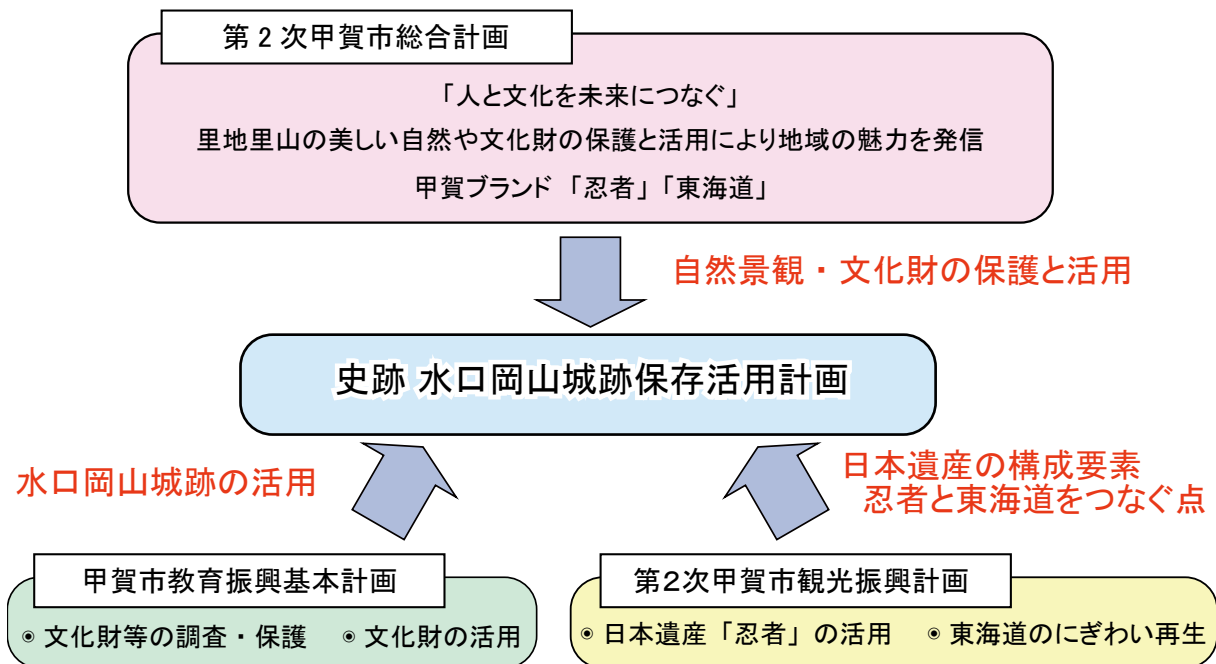 第2次甲賀市総合計画
「人と文化を未来につなぐ」
里地里山の美しい自然や文化財の保護と活用により地域の魅力を発信
甲賀ブランド「忍者」「東海道」
自然景観・文化財の保護と活用
史跡 水口岡山城跡保存活用計画
水口岡山城跡の活用
日本遺産の構成要素
忍者と東海道をつなぐ点
甲賀市教育振興基本計画
◉文化財等の調査・保護 ◉文化財の活用
第2次甲賀市観光振興計画
◉日本遺産「忍者」の活用 ◉東海道のにぎわい再生